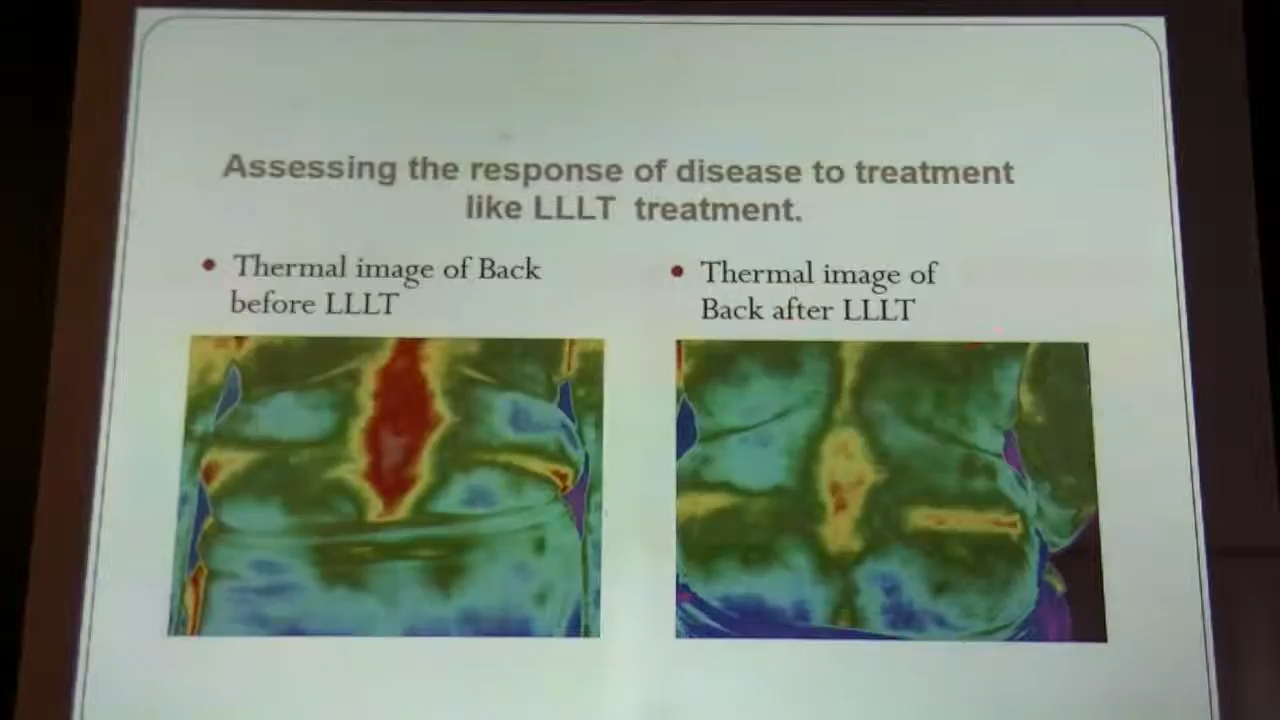 Assessing the response of disease to treatment
like LLLT treatment.
• Thermal image of Back
before LLLT
• Thermal image of
Back after LLLT